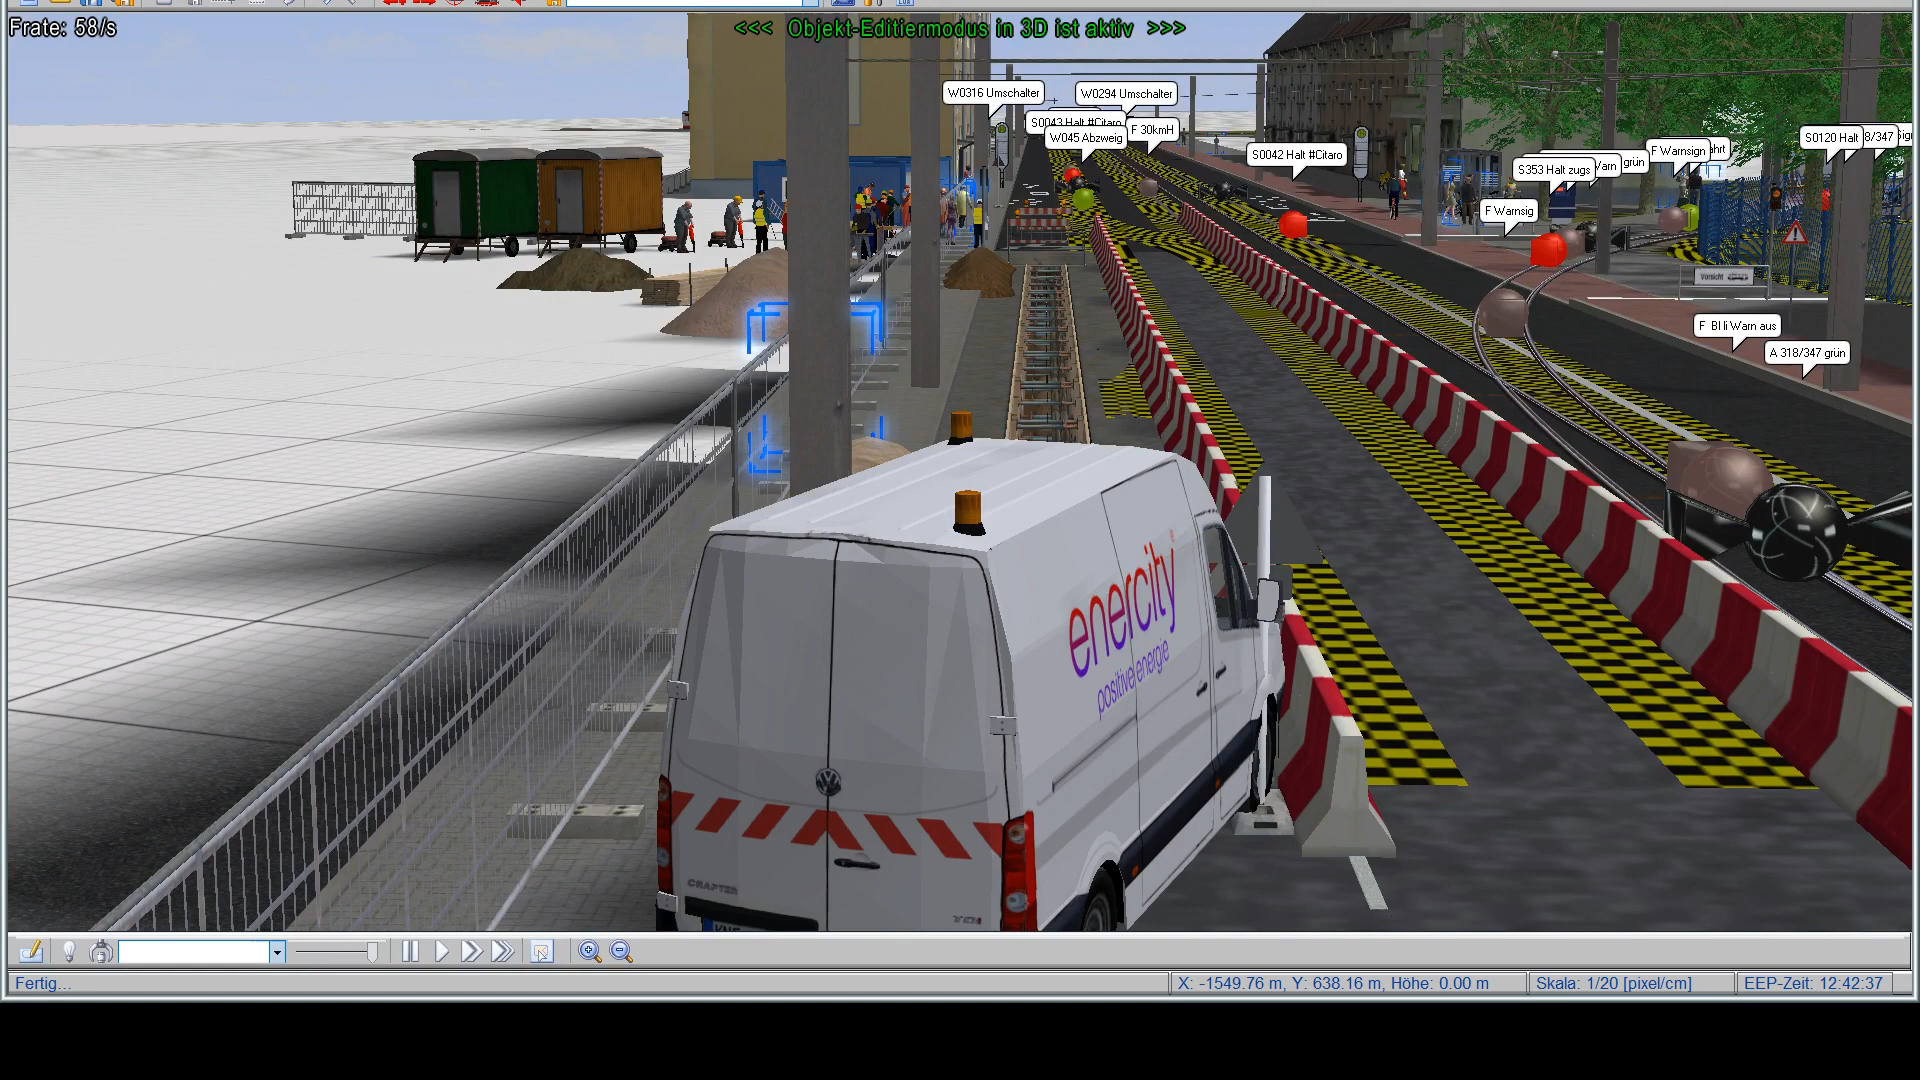 Frate: 58/s
<<< Objekt-Editiermodus in 3D ist aktiv >>>
W0316 Umschalter
W0294 Umschalter
S0043 Halt #Citaro
F 30kmH
W045 Abzweig
S0042 Halt #Citaro
S353 Halt zugs
grün
F Warnsign
S0120 Halt
8/347
F Warnsig
Vorsicht
F Bl li Warn aus
A 318/347 grün
enercity
positive energie
CRAFTER
TDI
Fertig...
X: -1549.76 m, Y: 638.16 m, Höhe: 0.00 m
Skala: 1/20 [pixel/cm]
EEP-Zeit: 12:42:37